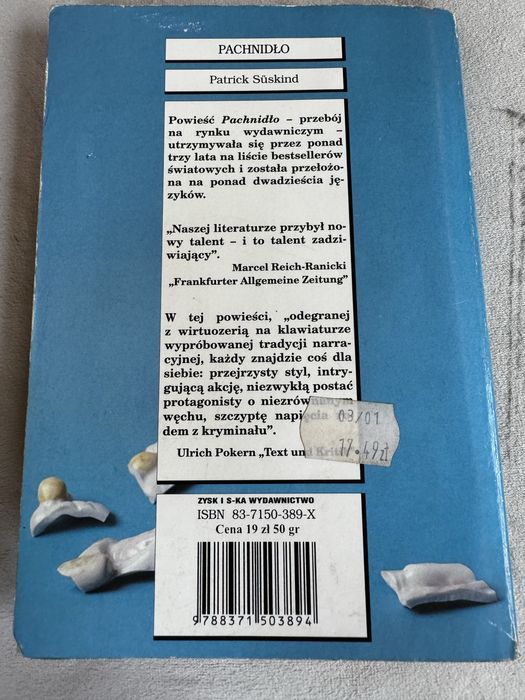 PACHNIDŁO
Patrick Süskind
Powieść Pachnidło – przebój
na rynku wydawniczym –
utrzymywała się przez ponad
trzy lata na liście bestsellerów
światowych i została przełożo-
na na ponad dwadzieścia ję-
zyków.
„Naszej literaturze przybył no-
wy talent – i to talent zadzi-
wiający”.
Marcel Reich-Ranicki
„Frankfurter Allgemeine Zeitung”
W tej powieści, „odegranej
z wirtuozerią na klawiaturze
wypróbowanej tradycji narra-
cyjnej, każdy znajdzie coś dla
siebie: przejrzysty styl, intry-
gującą akcję, niezwykłą postać
protagonisty o niezrównanym
węchu, szczyptę napięcia
dem z kryminału”.
Ulrich Pokern „Text und Kritik
03/01
17.49zł
ZYSK I S-KA WYDAWNICTWO
ISBN 83-7150-389-X
Cena 19 zł 50 gr
9788371503894